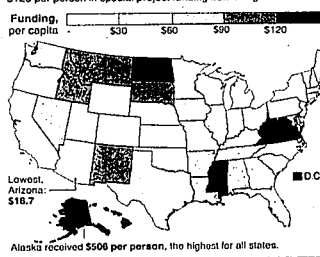 Funding,
per capita
$30 $60 $90 $120
Lowest,
Arizona:
$16.7
D.C
Alaska received $506 per person, the highest for all states.